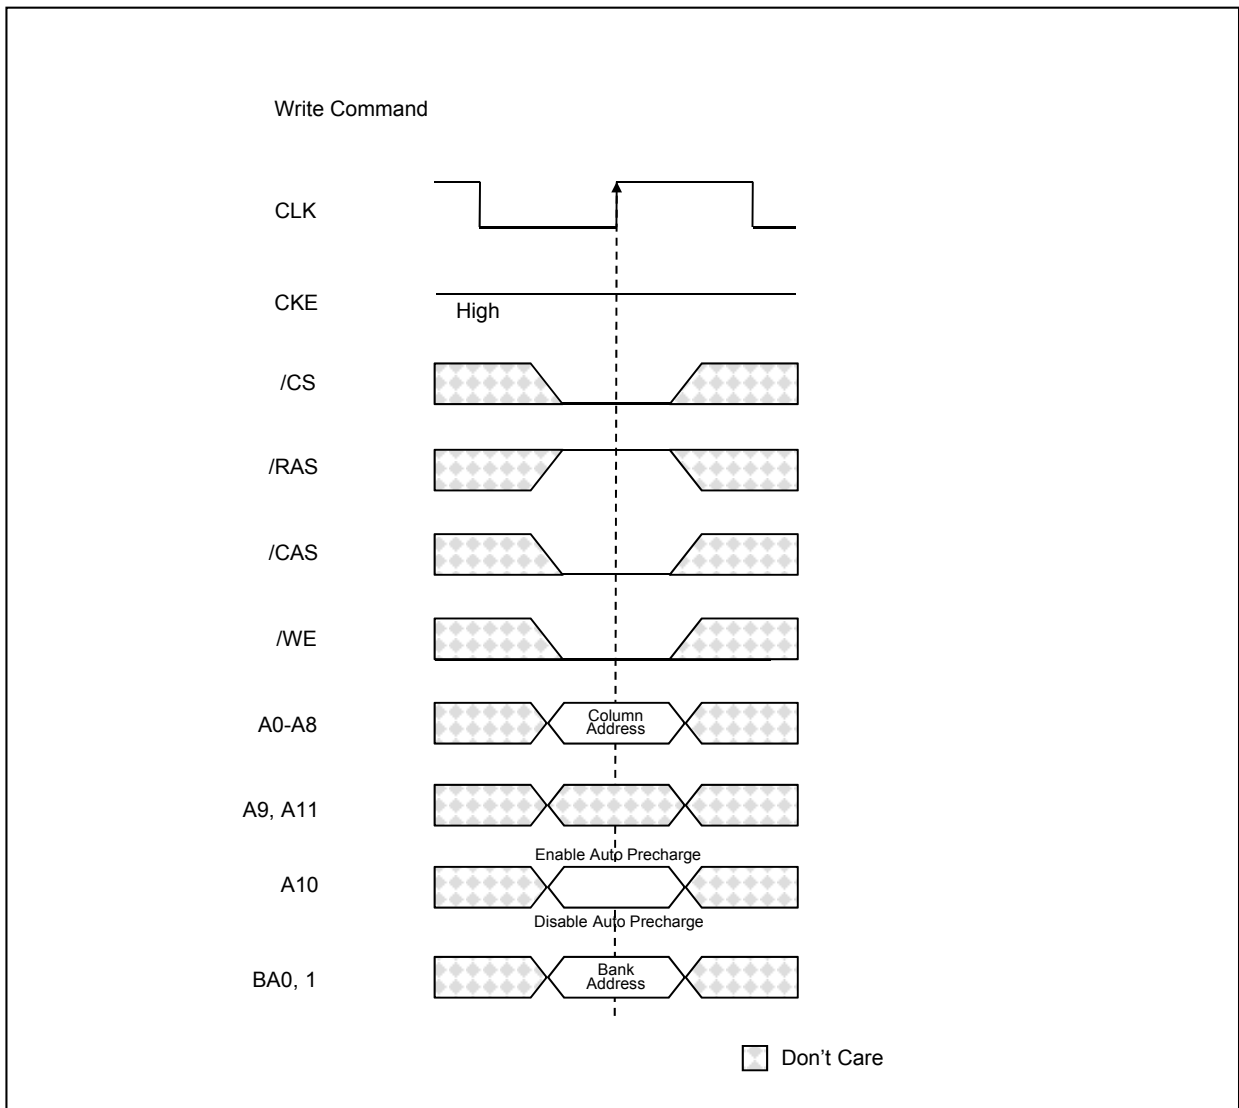 Write Command
CLK
CKE
High
/CS
/RAS
/CAS
/WE
A0-A8
Column
Address
A9, A11
Enable Auto Precharge
A10
Disable Auto Precharge
BA0, 1
Bank
Address
Don’t Care